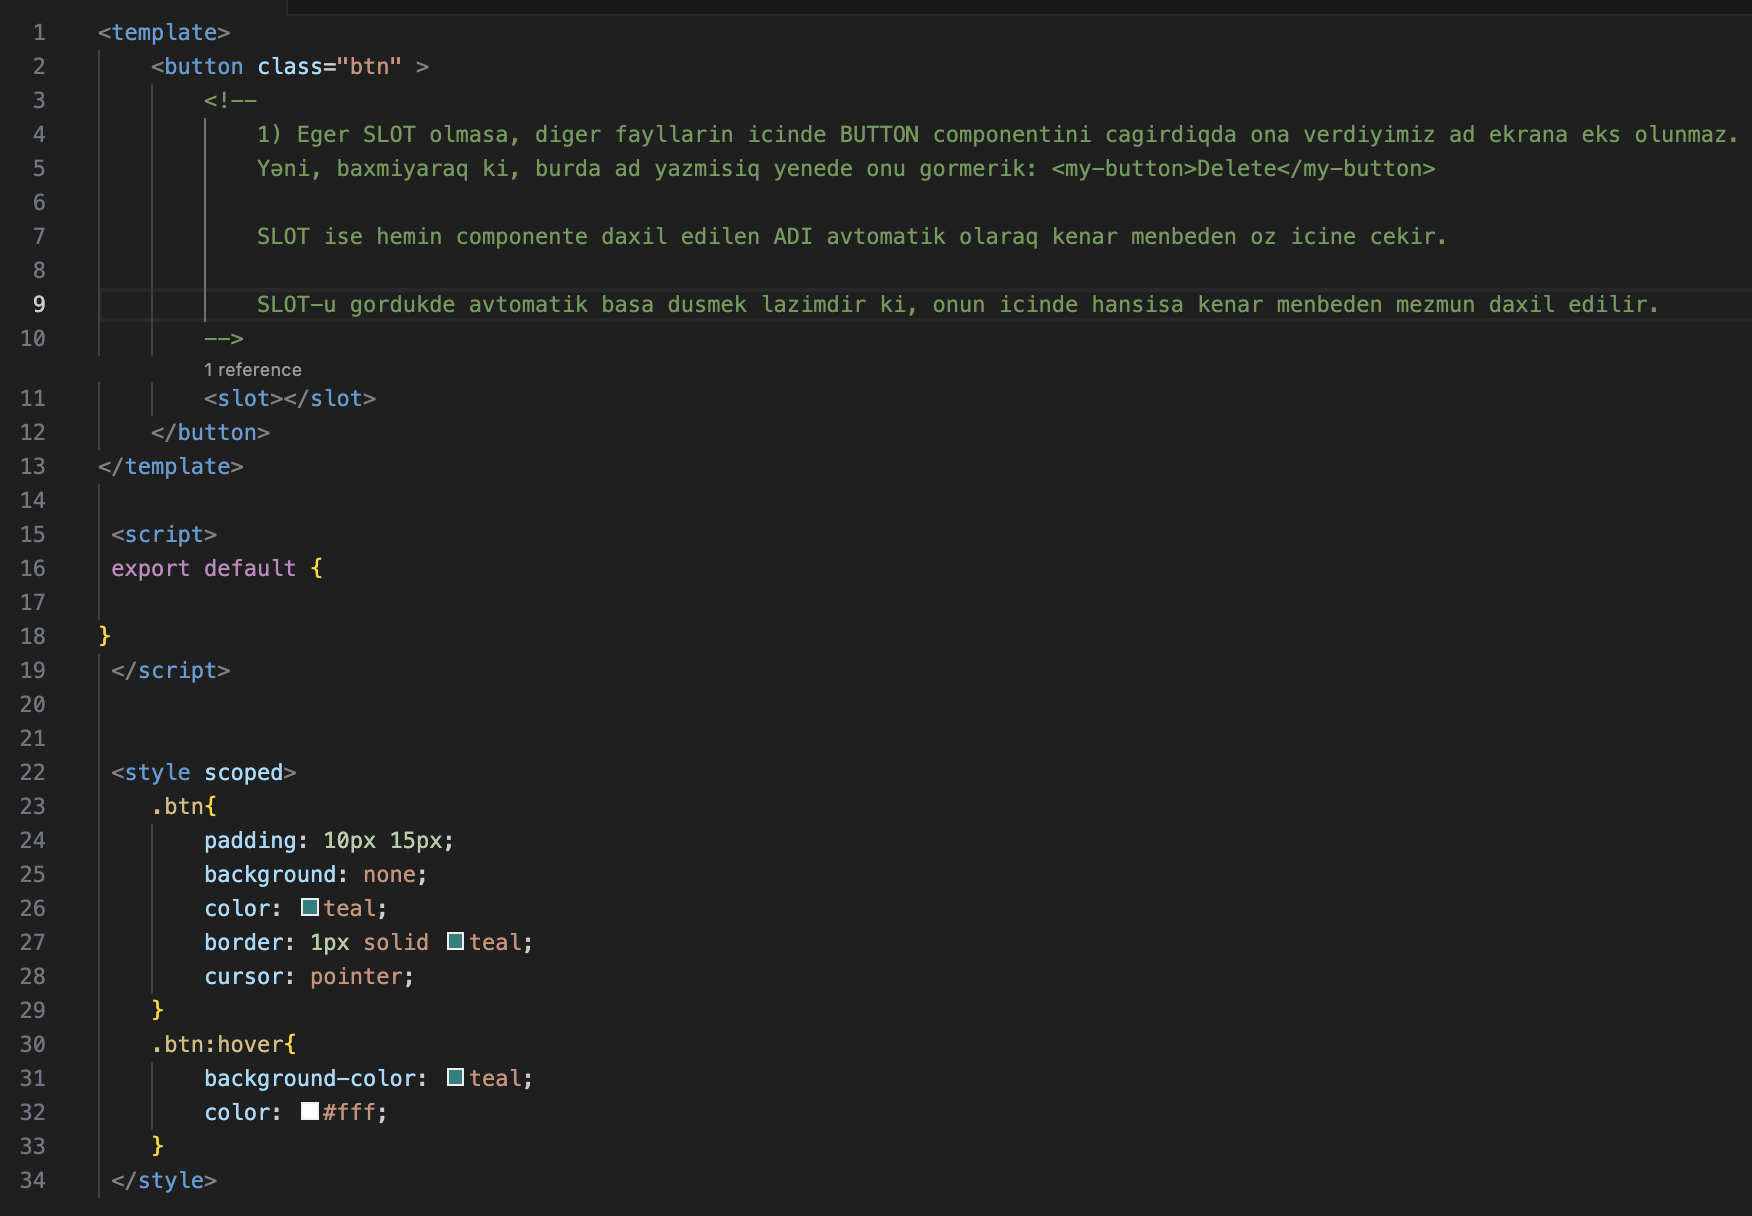 1 <template>
2 <button class="btn" >
3 <!--
4 1) Eger SLOT olmasa, diger fayllarin icinde BUTTON componentini cagirdiqda ona verdiyimiz ad ekrana eks olunmaz.
5 Yəni, baxmiyaraq ki, burda ad yazmisiq yenede onu gormerik: <my-button>Delete</my-button>
6
7 SLOT ise hemin componente daxil edilen ADI avtomatik olaraq kenar menbeden oz icine cekir.
8
9 SLOT-u gordukde avtomatik basa dusmek lazimdir ki, onun icinde hansisa kenar menbeden mezmun daxil edilir.
10 -->
1 reference
11 <slot></slot>
12 </button>
13 </template>
14
15 <script>
16 export default {
17
18 }
19 </script>
20
21
22 <style scoped>
23 .btn{
24 padding: 10px 15px;
25 background: none;
26 color: teal;
27 border: 1px solid teal;
28 cursor: pointer;
29 }
30 .btn:hover{
31 background-color: teal;
32 color: #fff;
33 }
34 </style>